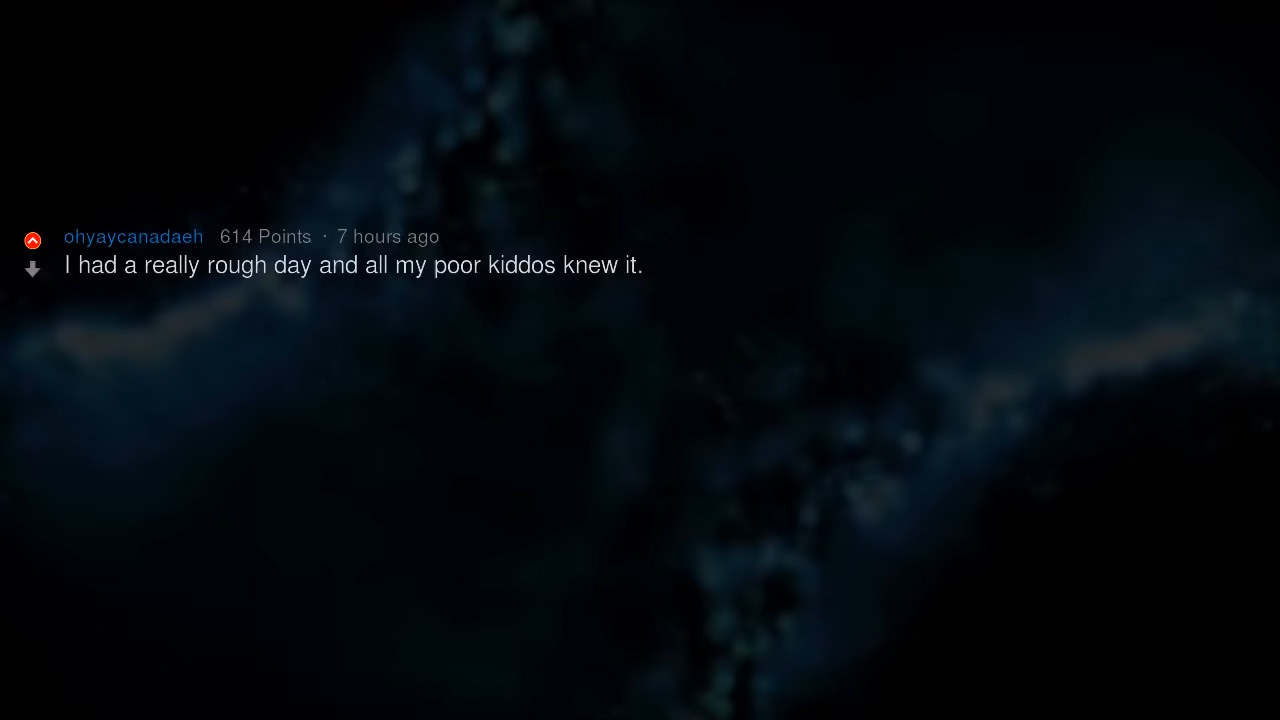 ohyaycanadaeh 614 Points · 7 hours ago
I had a really rough day and all my poor kiddos knew it.